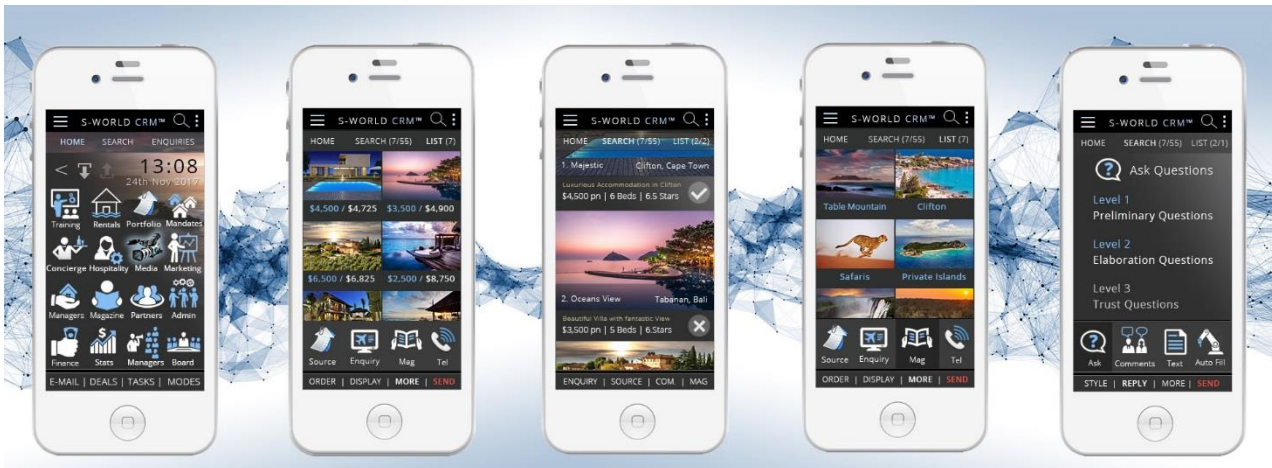 S-WORLD CRM™
HOME SEARCH ENQUIRIES
13:08
24th Nov 2017
Training Rentals Portfolio Mandates
Concierge Hospitality Media Marketing
Managers Magazine Partners Admin
Finance Stats Managers Board
E-MAIL | DEALS | TASKS | MODES
S-WORLD CRM™
HOME SEARCH (7/55) LIST (7)
$4,500 / $4,725 $3,500 / $4,900
$6,500 / $6,825 $2,500 / $8,750
Source Enquiry Mag Tel
ORDER | DISPLAY | MORE | SEND
S-WORLD CRM™
HOME SEARCH (7/55) LIST (2/2)
1. Majestic Clifton, Cape Town
Luxurious Accommodation in Clifton
$4,500 pn | 6 Beds | 6.5 Stars
2. Oceans View Tabanan, Bali
Beautiful Villa with fantastic View
$3,500 pn | 5 Beds | 6.Stars
ENQUIRY | SOURCE | COM. | MAG
S-WORLD CRM™
HOME SEARCH (7/55) LIST (7)
Table Mountain Clifton
Safaris Private Islands
Source Enquiry Mag Tel
ORDER | DISPLAY | MORE | SEND
S-WORLD CRM™
HOME SEARCH (7/55) LIST (2/1)
? Ask Questions
Level 1
Preliminary Questions
Level 2
Elaboration Questions
Level 3
Trust Questions
Ask Comments Text Auto Fill
STYLE | REPLY | MORE | SEND